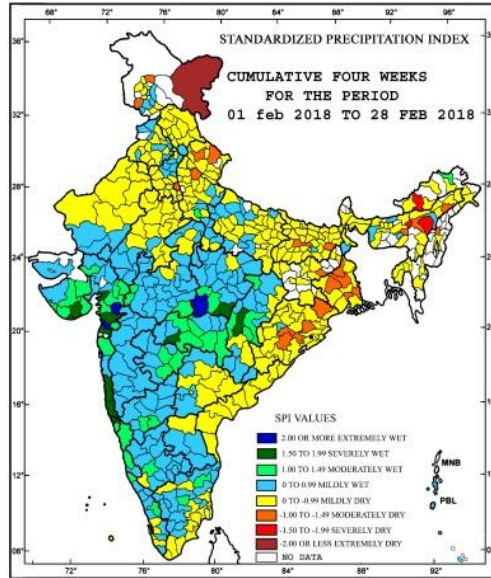 68° 72° 76° 80° 84° 88° 92° 96°
36°
STANDARDIZED PRECIPITATION INDEX
CUMULATIVE FOUR WEEKS
FOR THE PERIOD
01 feb 2018 TO 28 FEB 2018
32°
28°
24°
20°
16°
12°
08°
06°
SPI VALUES
2.00 OR MORE EXTREMELY WET
1.50 TO 1.99 SEVERELY WET
1.00 TO 1.49 MODERATELY WET
0 TO 0.99 MILDLY WET
0 TO -0.99 MILDLY DRY
-1.00 TO -1.49 MODERATELY DRY
-1.50 TO -1.99 SEVERELY DRY
-2.00 OR LESS EXTREMELY DRY
NO DATA
MNB
PBL
72° 76° 80° 84° 88° 92°